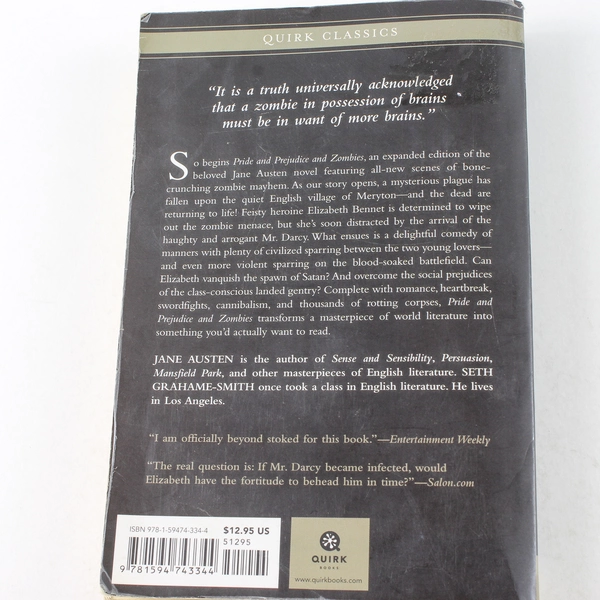 QUIRK CLASSICS
“It is a truth universally acknowledged
that a zombie in possession of brains
must be in want of more brains.”
So begins Pride and Prejudice and Zombies, an expanded edition of the
beloved Jane Austen novel featuring all-new scenes of bone-
crunching zombie mayhem. As our story opens, a mysterious plague has
fallen upon the quiet English village of Meryton—and the dead are
returning to life! Feisty heroine Elizabeth Bennet is determined to wipe
out the zombie menace, but she’s soon distracted by the arrival of the
haughty and arrogant Mr. Darcy. What ensues is a delightful comedy of
manners with plenty of civilized sparring between the two young lovers—
and even more violent sparring on the blood-soaked battlefield. Can
Elizabeth vanquish the spawn of Satan? And overcome the social prejudices
of the class-conscious landed gentry? Complete with romance, heartbreak,
swordfights, cannibalism, and thousands of rotting corpses, Pride and
Prejudice and Zombies transforms a masterpiece of world literature into
something you’d actually want to read.
JANE AUSTEN is the author of Sense and Sensibility, Persuasion,
Mansfield Park, and other masterpieces of English literature. SETH
GRAHAME-SMITH once took a class in English literature. He lives
in Los Angeles.
“I am officially beyond stoked for this book.”—Entertainment Weekly
“The real question is: If Mr. Darcy became infected, would
Elizabeth have the fortitude to behead him in time?”—Salon.com
ISBN 978-1-59474-334-4 $12.95 US
51295
9 781594 743344
QUIRK
BOOKS
www.quirkbooks.com